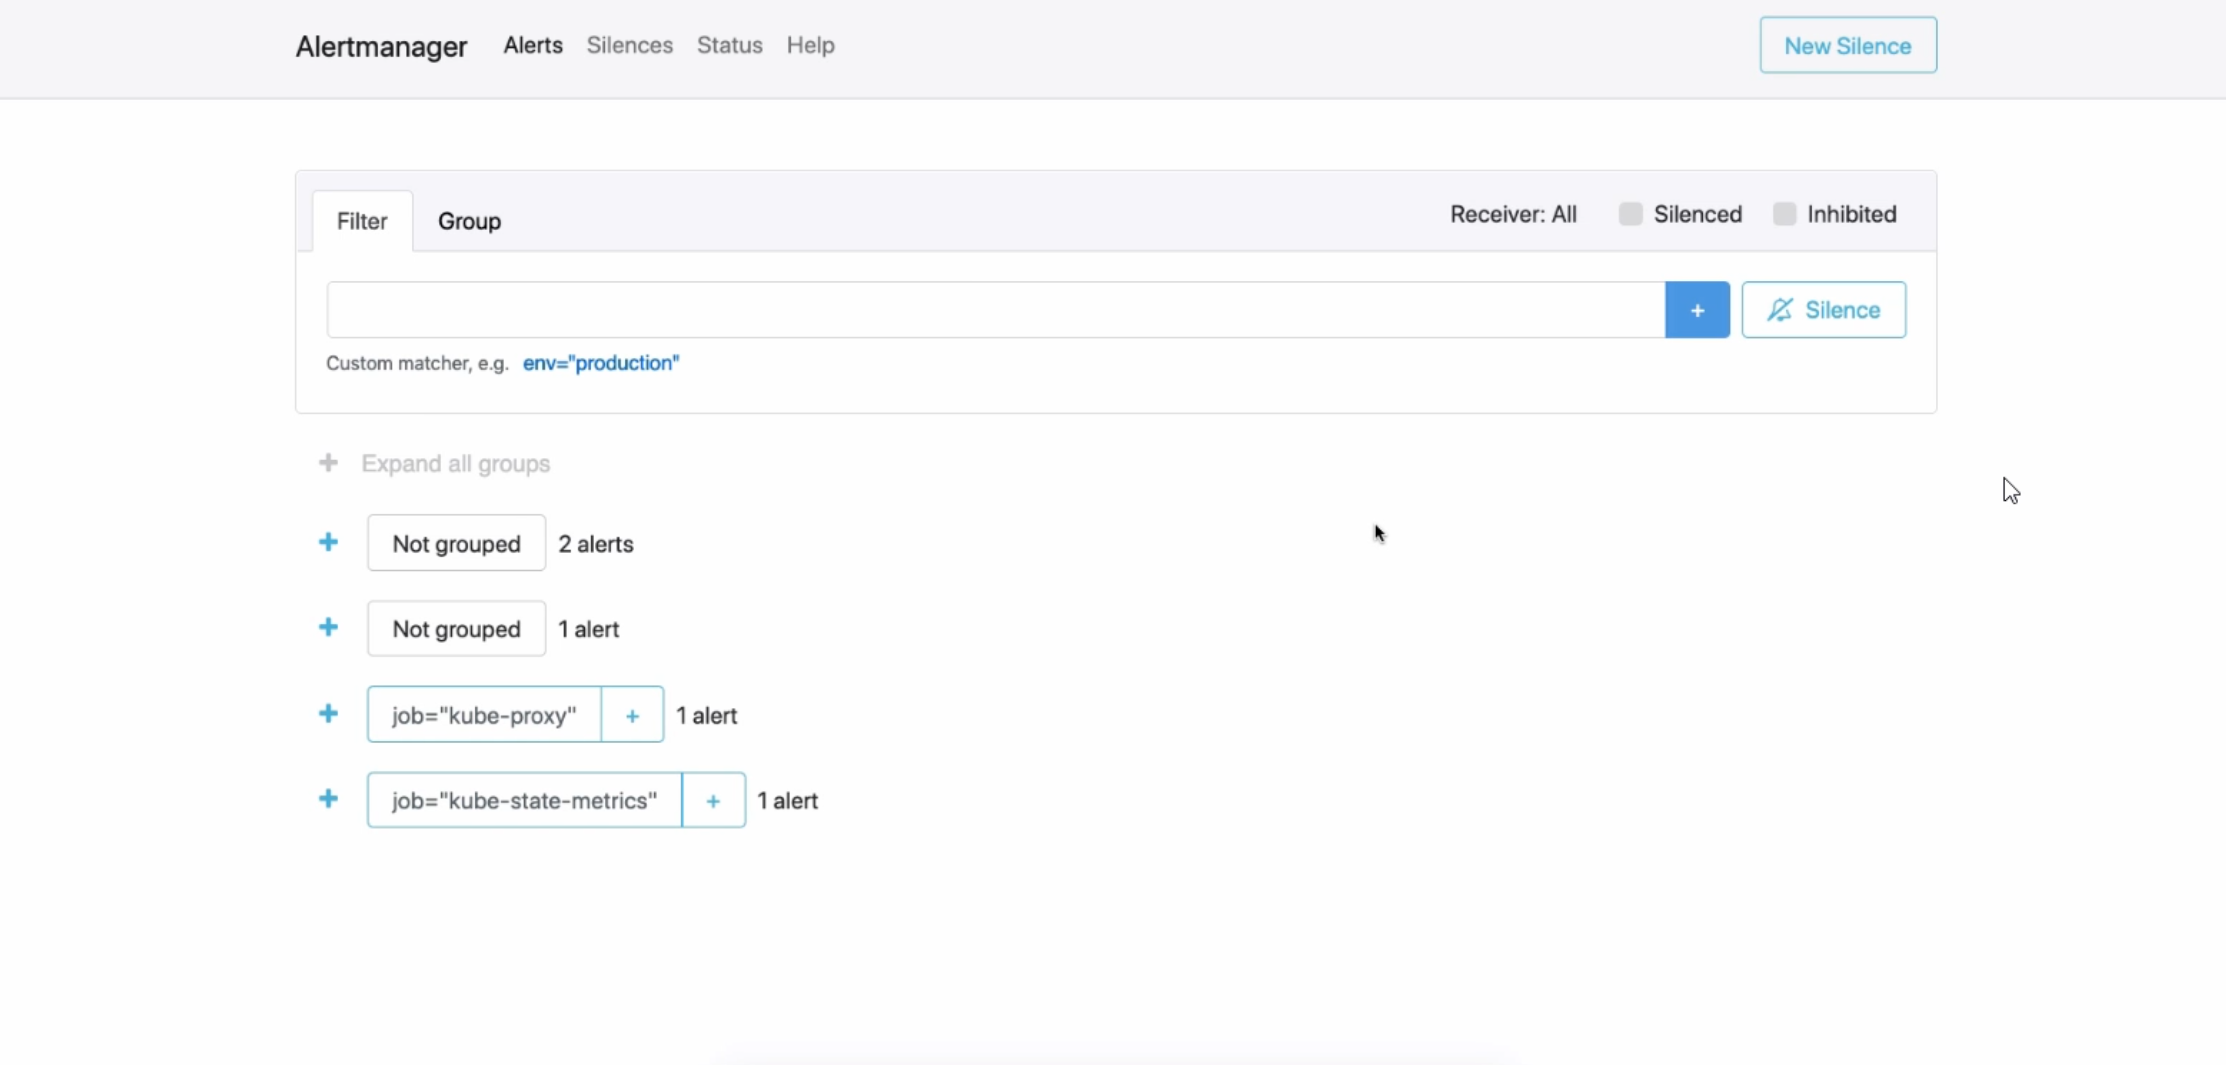 Alertmanager Alerts Silences Status Help New Silence
Filter Group Receiver: All Silenced Inhibited
+ Silence
Custom matcher, e.g. env="production"
+ Expand all groups
+ Not grouped 2 alerts
+ Not grouped 1 alert
+ job="kube-proxy" + 1 alert
+ job="kube-state-metrics" + 1 alert